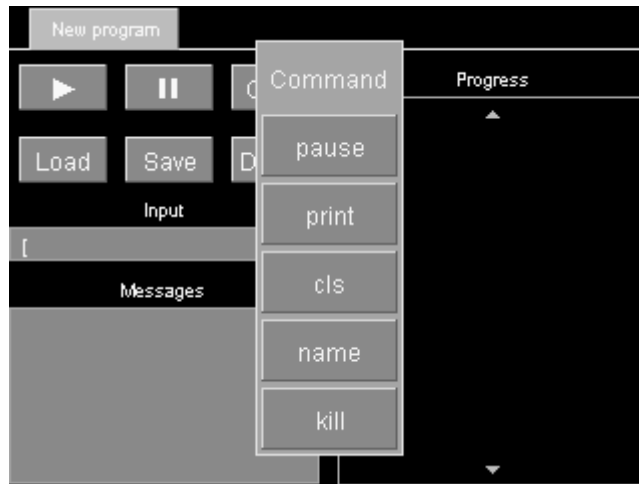 New program
Command
Progress
pause
Load
Save
D
Input
print
[
cls
Messages
name
kill